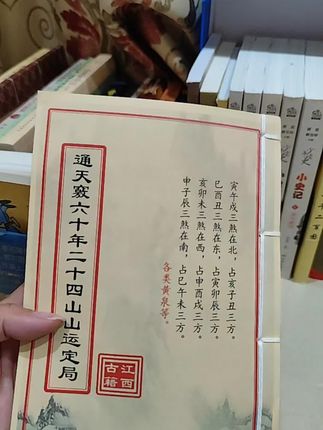 寅午戌三煞在北，占亥子丑三方。
巳酉丑三煞在东，占寅卯辰三方。
亥卯未三煞在西，占申酉戌三方。
申子辰三煞在南，占巳午未三方。
各类黄泉等。
通天竅六十年二十四山山運定局
江西
古籍
小史记